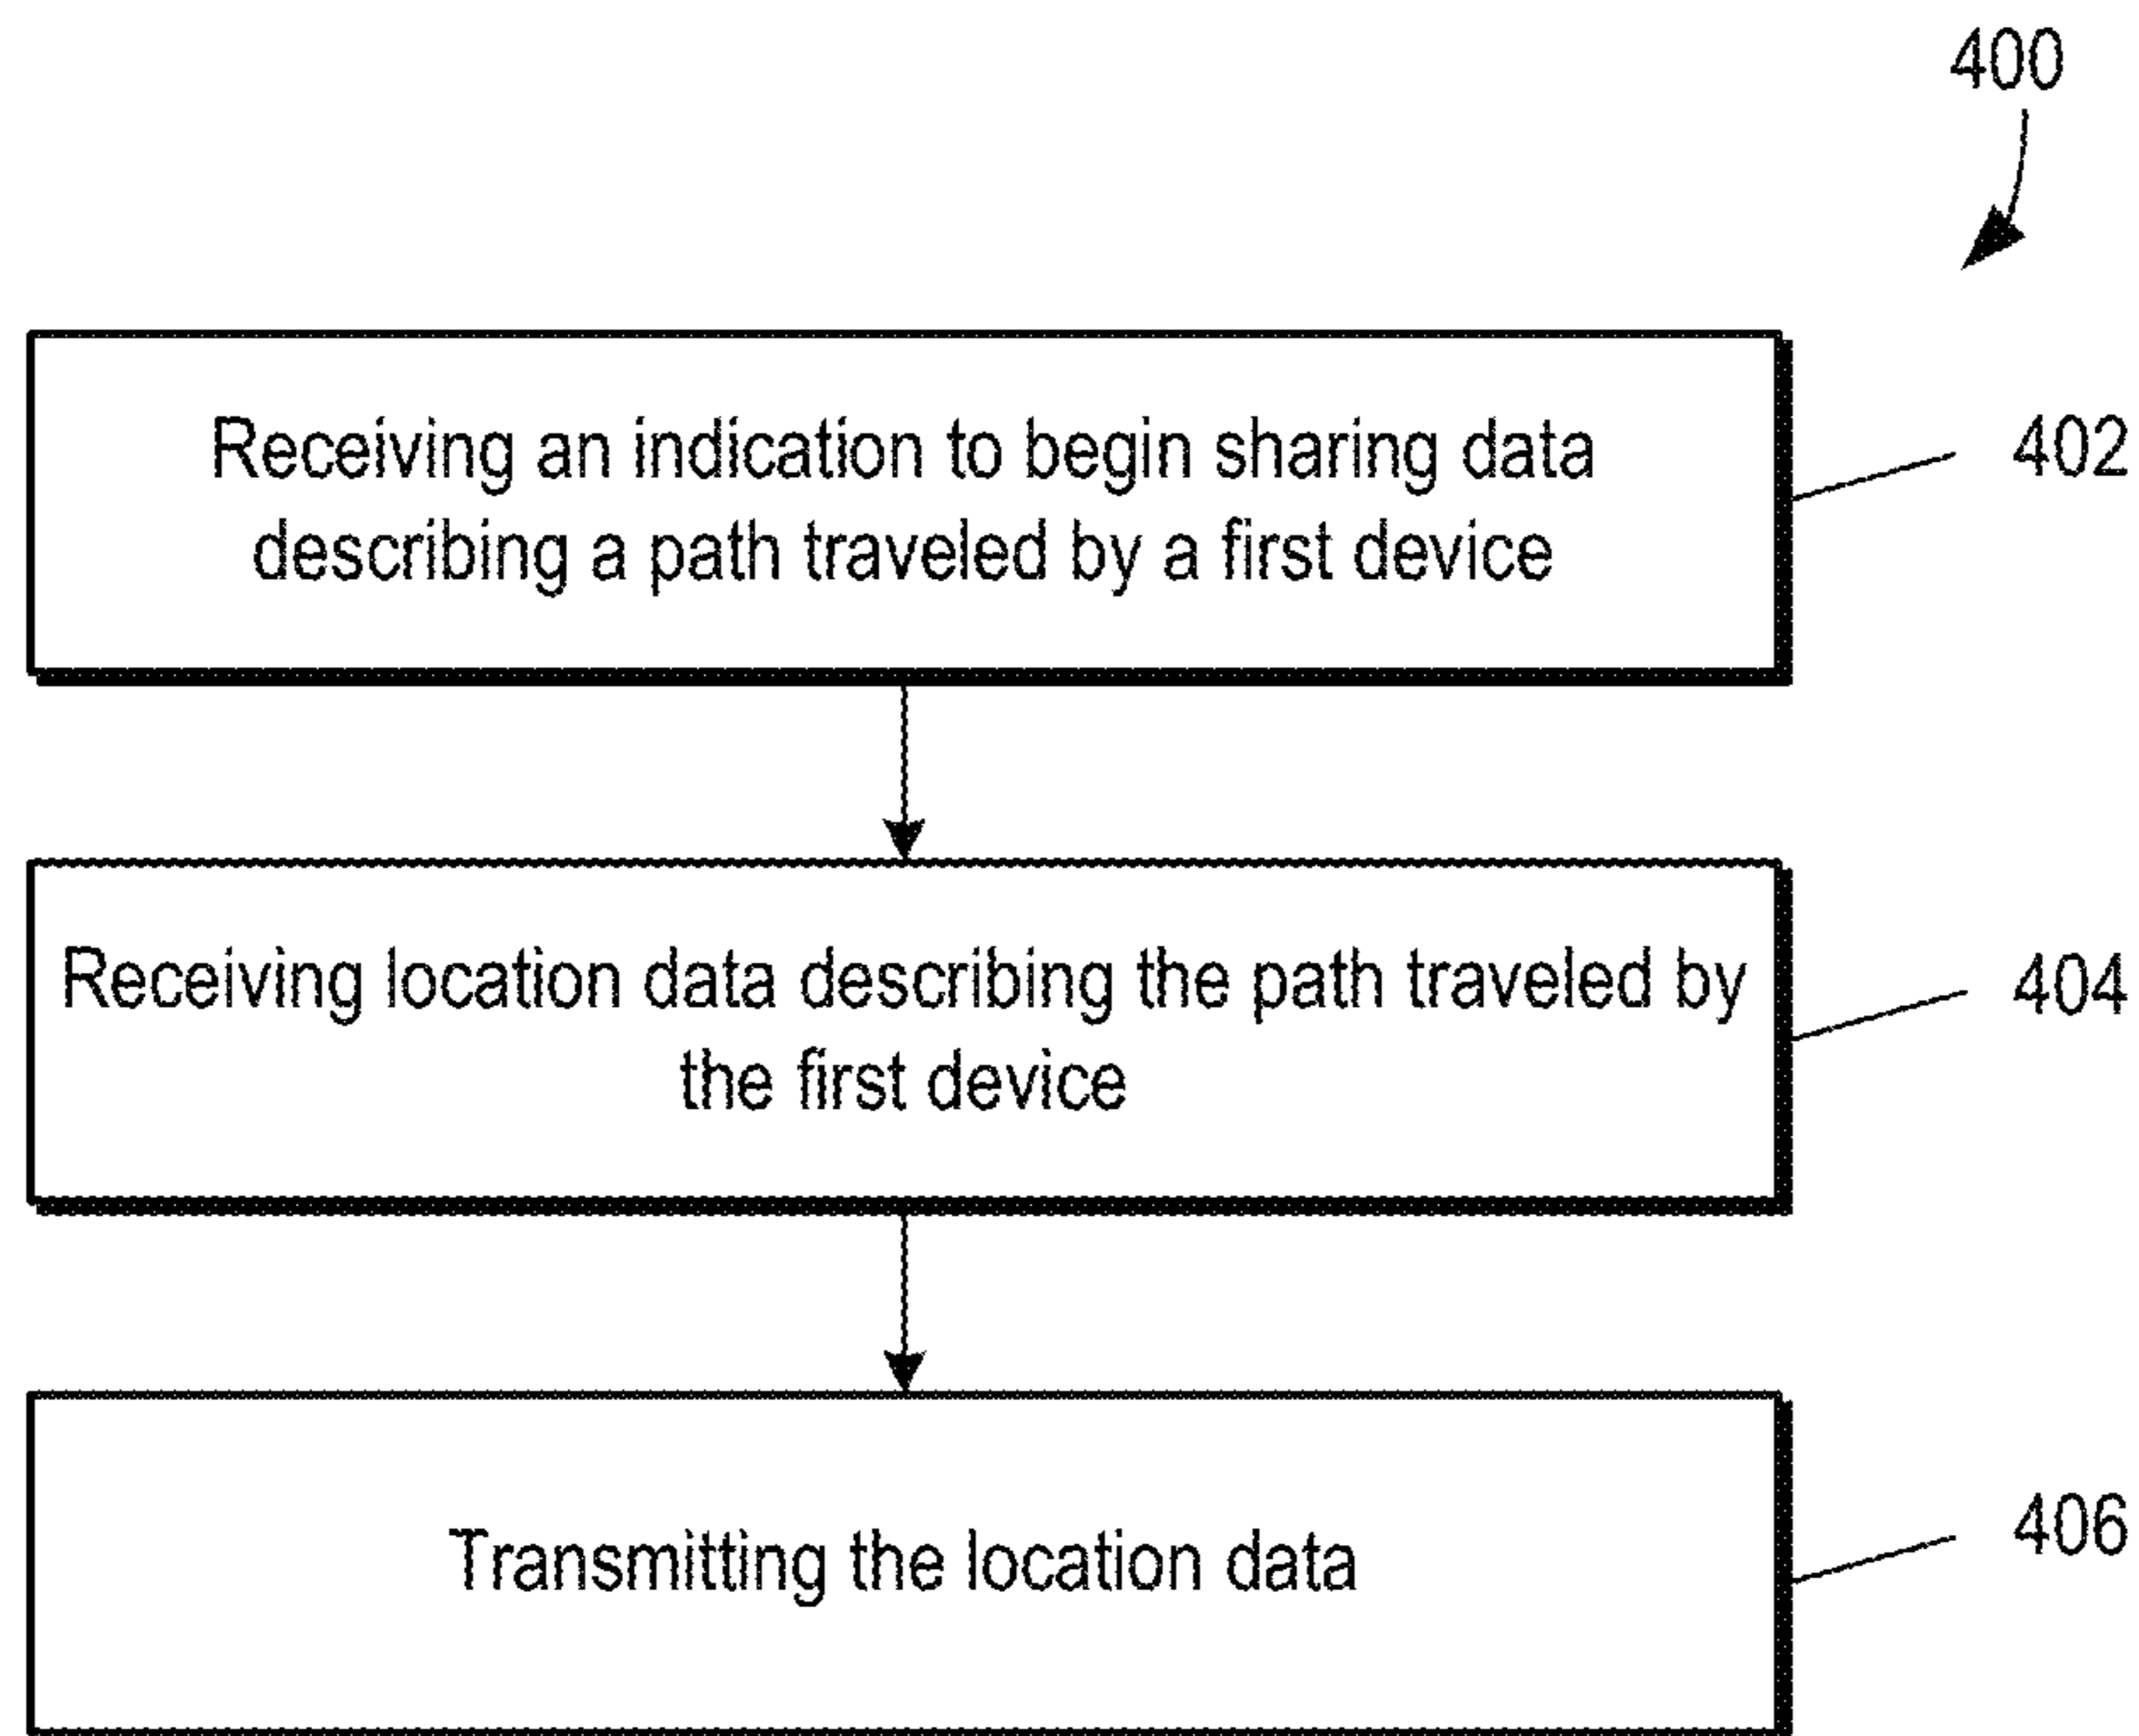 400
Receiving an indication to begin sharing data
describing a path traveled by a first device
402
Receiving location data describing the path traveled by
the first device
404
Transmitting the location data
406